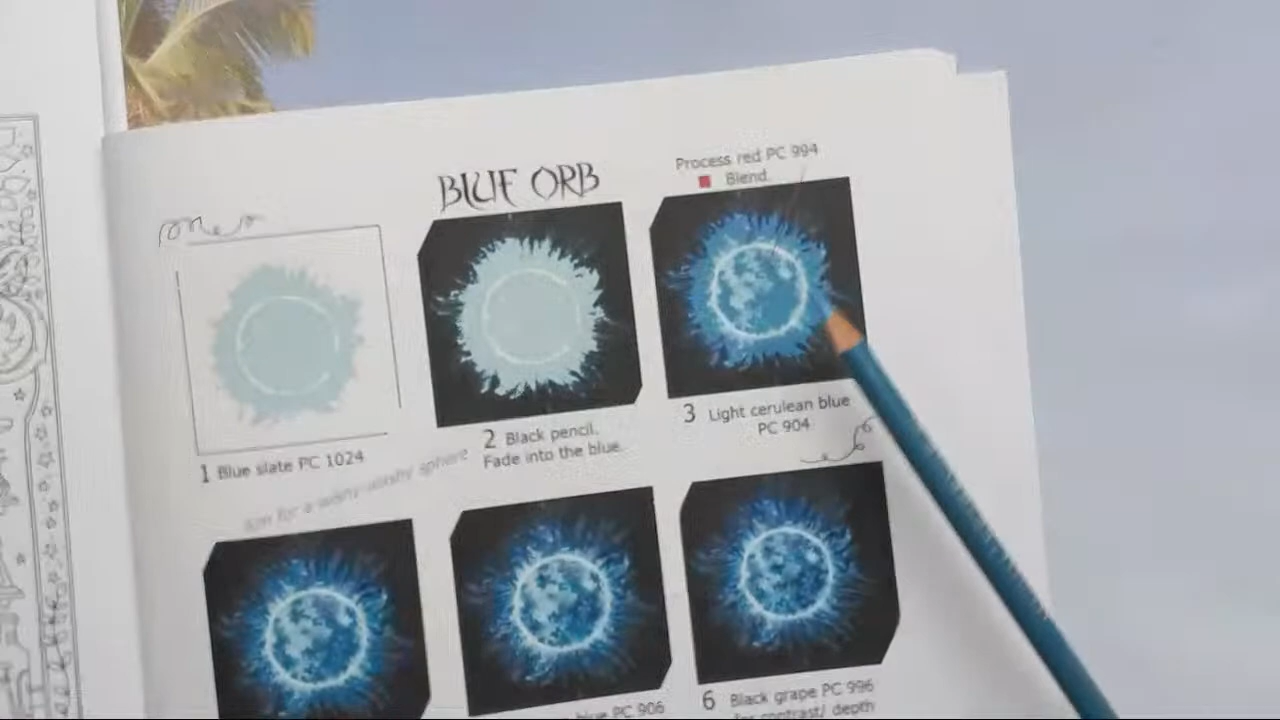 BLUE ORB
Process red PC 994
Blend.
1 Blue slate PC 1024
2 Black pencil.
Fade into the blue.
3 Light cerulean blue
PC 904
sphere
blue PC 906
6 Black grape PC 996
for contrast/ depth